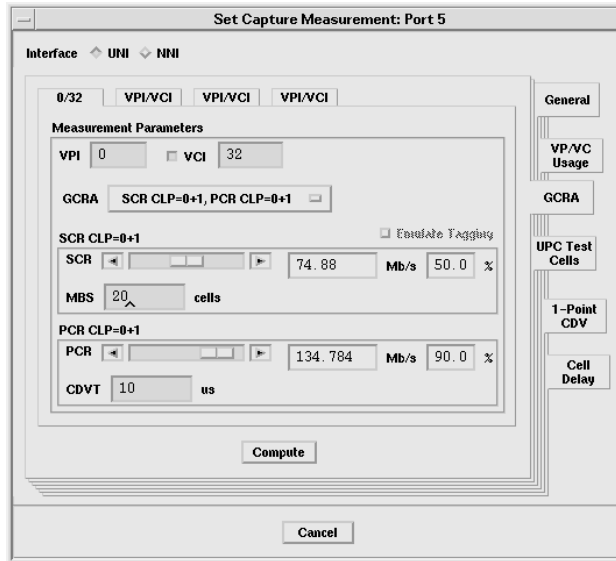 Set Capture Measurement: Port 5
Interface UNI NNI
0/32 VPI/VCI VPI/VCI VPI/VCI
General
Measurement Parameters
VPI 0 VCI 32
VP/VC
Usage
GCRA SCR CLP=0+1, PCR CLP=0+1
GCRA
SCR CLP=0+1 Emulate Tagging
SCR 74.88 Mb/s 50.0 %
MBS 20 cells
UPC Test
Cells
PCR CLP=0+1
PCR 134.784 Mb/s 90.0 %
CDVT 10 us
1-Point
CDV
Cell
Delay
Compute
Cancel